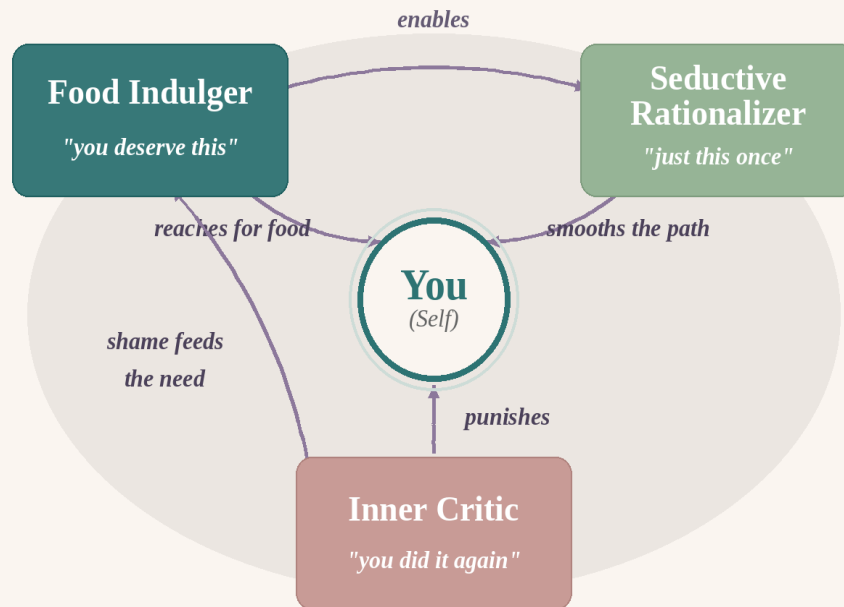 enables
Food Indulger
"you deserve this"
Seductive
Rationalizer
"just this once"
reaches for food
smooths the path
You
(Self)
shame feeds
the need
punishes
Inner Critic
"you did it again"